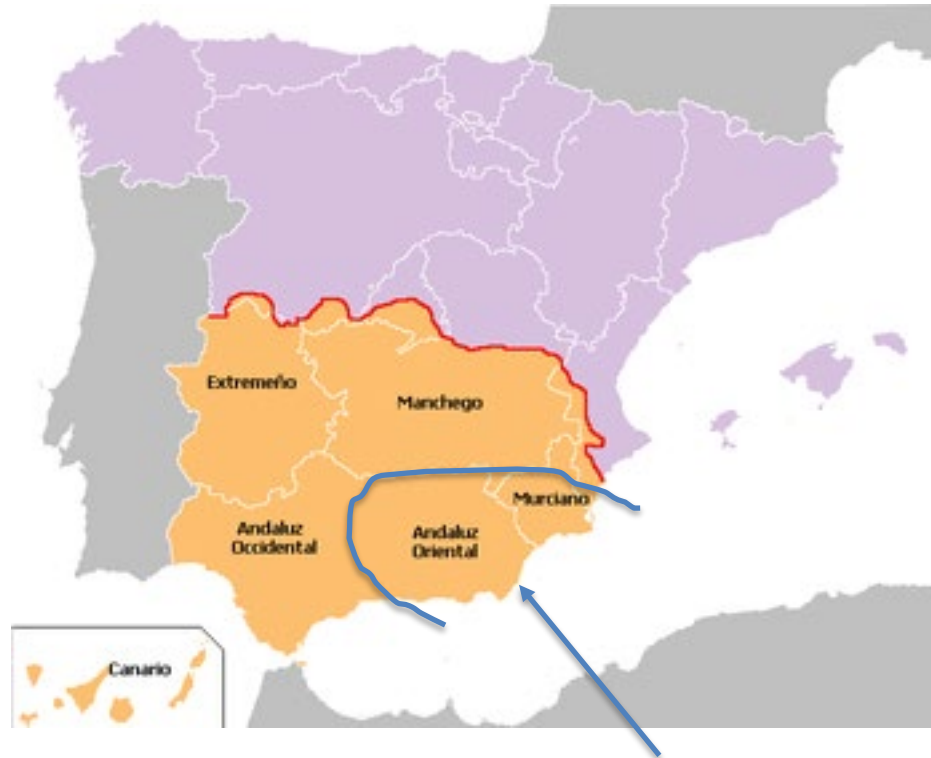 Extremeño
Manchego
Murciano
Andaluz
Occidental
Andaluz
Oriental
Canario